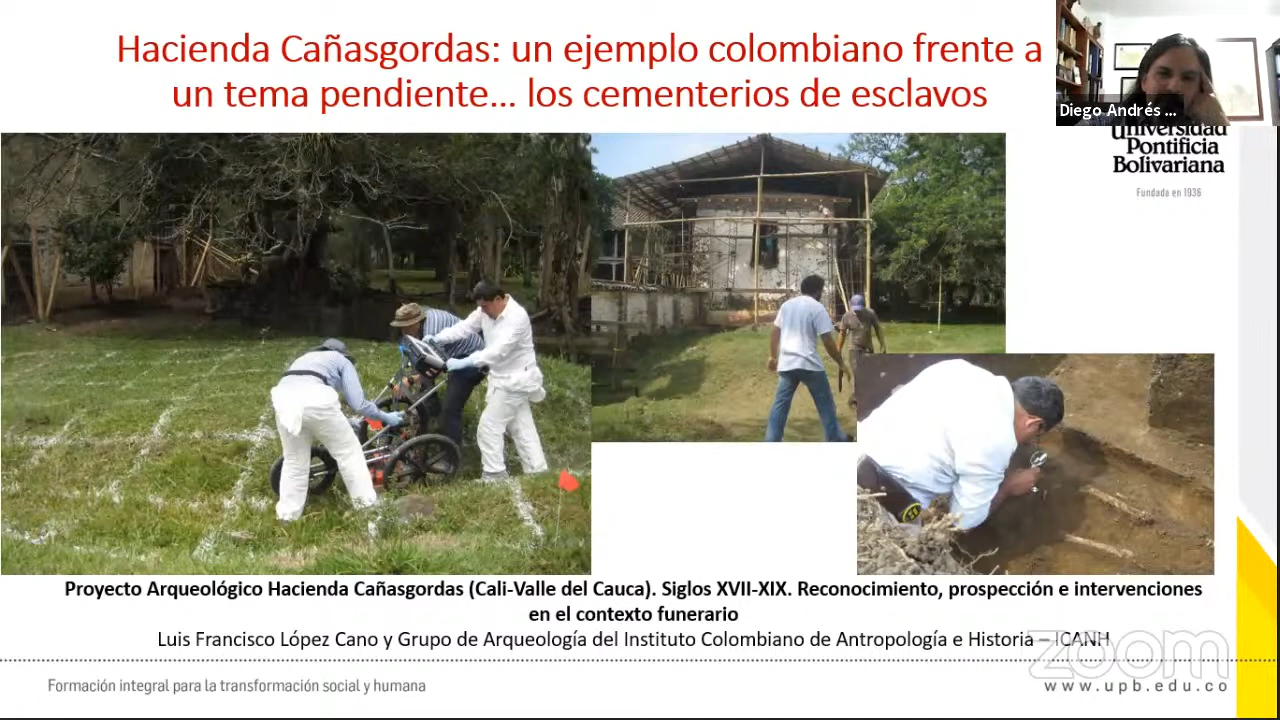 Hacienda Cañasgordas: un ejemplo colombiano frente a
un tema pendiente... los cementerios de esclavos
Diego Andrés ...
Universidad
Pontificia
Bolivariana
Fundada en 1936
Proyecto Arqueológico Hacienda Cañasgordas (Cali-Valle del Cauca). Siglos XVII-XIX. Reconocimiento, prospección e intervenciones
en el contexto funerario
Luis Francisco López Cano y Grupo de Arqueología del Instituto Colombiano de Antropología e Historia – ICANH
zoom
Formación integral para la transformación social y humana
www.upb.edu.co